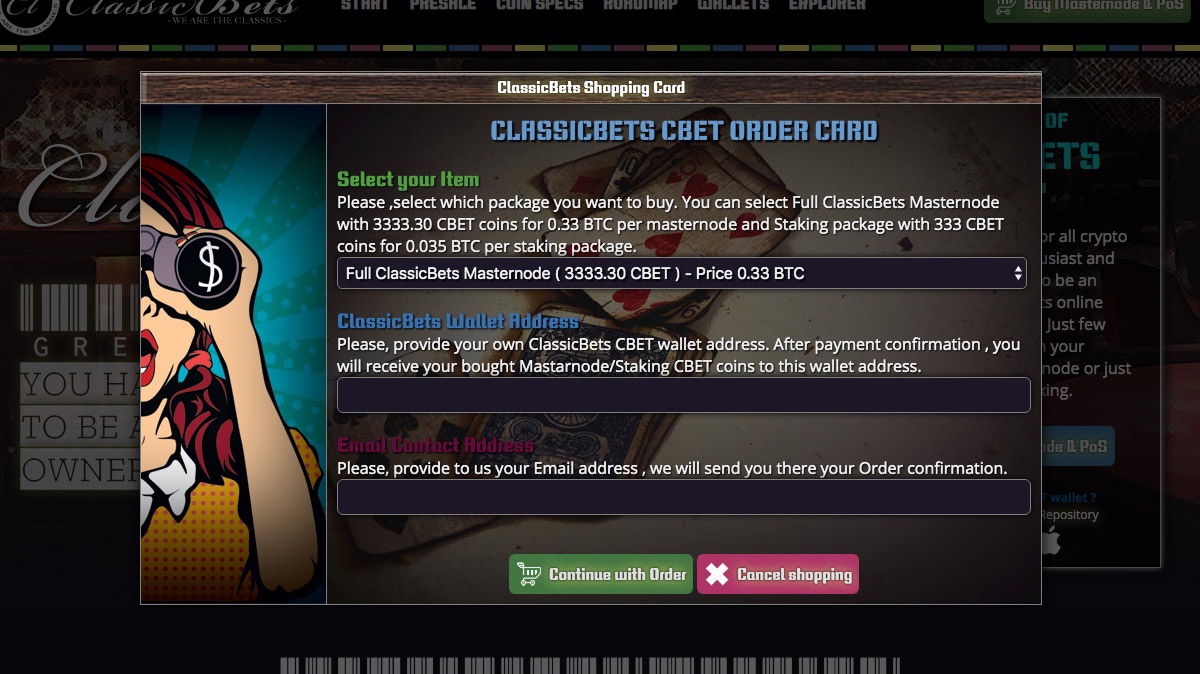 ClassicBets
- WE ARE THE CLASSICS -
START PRESALE COIN SPECS ROADMAP WALLETS EXPLORER
Buy Masternode & PoS
ClassicBets Shopping Card
CLASSICBETS CBET ORDER CARD
Select your Item
Please ,select which package you want to buy. You can select Full ClassicBets Masternode
with 3333.30 CBET coins for 0.33 BTC per masternode and Staking package with 333 CBET
coins for 0.035 BTC per staking package.
Full ClassicBets Masternode ( 3333.30 CBET ) - Price 0.33 BTC
ClassicBets Wallet Address
Please, provide your own ClassicBets CBET wallet address. After payment confirmation , you
will receive your bought Mastarnode/Staking CBET coins to this wallet address.
Email Contact Address
Please, provide to us your Email address , we will send you there your Order confirmation.
Continue with Order
Cancel shopping
$
Cla
GRE
YOU HA
TO BE A
OWNER
OF
ETS
or all crypto
usiast and
o be an
ts online
Just few
your
node or just
king.
de & PoS
T wallet ?
Repository